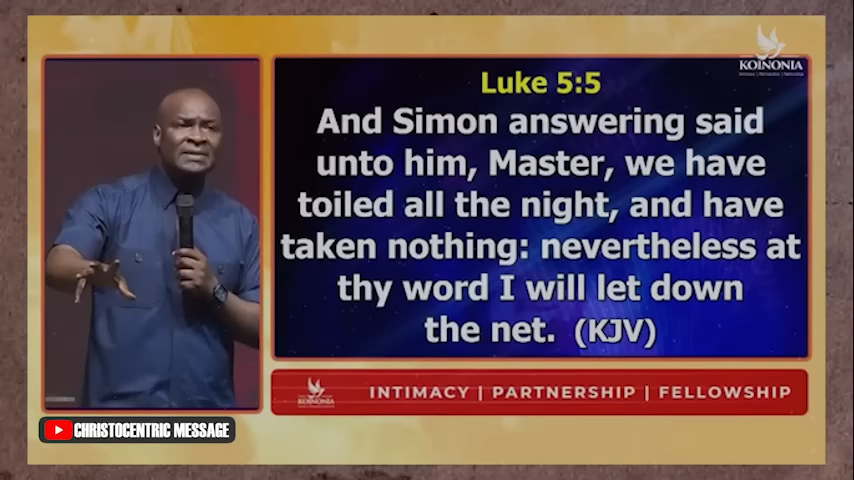 KOINONIA
Luke 5:5
And Simon answering said
unto him, Master, we have
toiled all the night, and have
taken nothing: nevertheless at
thy word I will let down
the net. (KJV)
KOINONIA
INTIMACY | PARTNERSHIP | FELLOWSHIP
CHRISTOCENTRIC MESSAGE